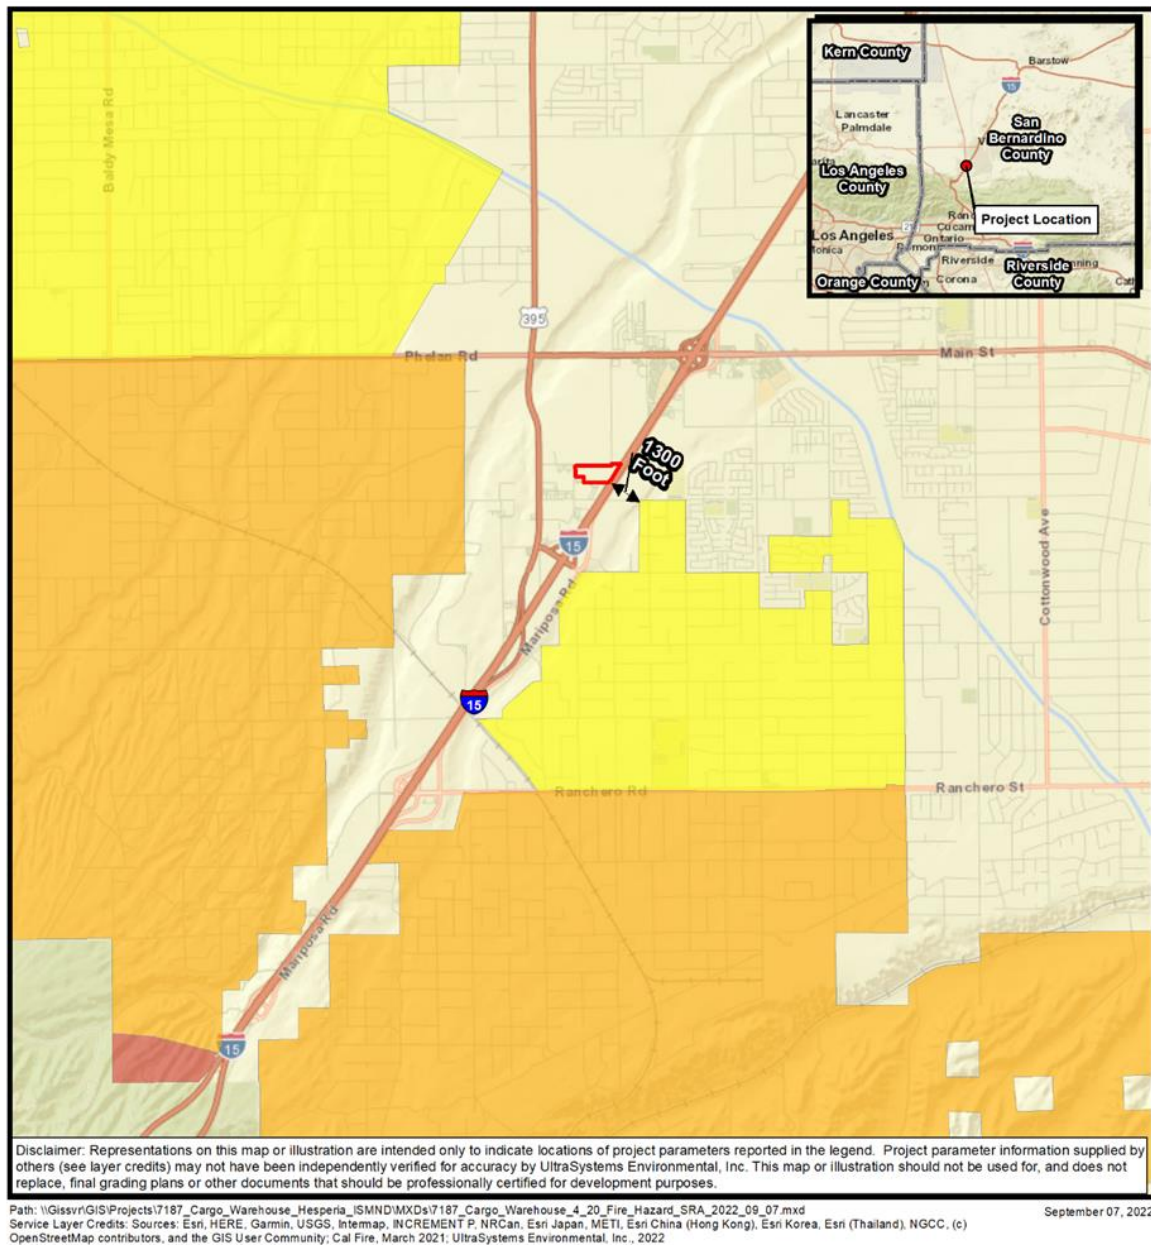 Kern County
Barstow
15
Lancaster
Palmdale
San
Bernardino
County
Los Angeles
County
Project Location
Los Angeles
Ontario
Riverside
Riverside
County
Orange County
Corona
Baldy Mesa Rd
395
Phelan Rd
Main St
1300
Foot
15
Mariposa Rd
Cottonwood Ave
15
Ranchero Rd
Ranchero St
Mariposa Rd
15
Disclaimer: Representations on this map or illustration are intended only to indicate locations of project parameters reported in the legend. Project parameter information supplied by
others (see layer credits) may not have been independently verified for accuracy by UltraSystems Environmental, Inc. This map or illustration should not be used for, and does not
replace, final grading plans or other documents that should be professionally certified for development purposes.
Path: \\Gissvr\GIS\Projects\7187_Cargo_Warehouse_Hesperia_ISMND\MXDs\7187_Cargo_Warehouse_4_20_Fire_Hazard_SRA_2022_09_07.mxd
September 07, 2022
Service Layer Credits: Sources: Esri, HERE, Garmin, USGS, Intermap, INCREMENT P, NRCan, Esri Japan, METI, Esri China (Hong Kong), Esri Korea, Esri (Thailand), NGCC, (c)
OpenStreetMap contributors, and the GIS User Community; Cal Fire, March 2021; UltraSystems Environmental, Inc., 2022